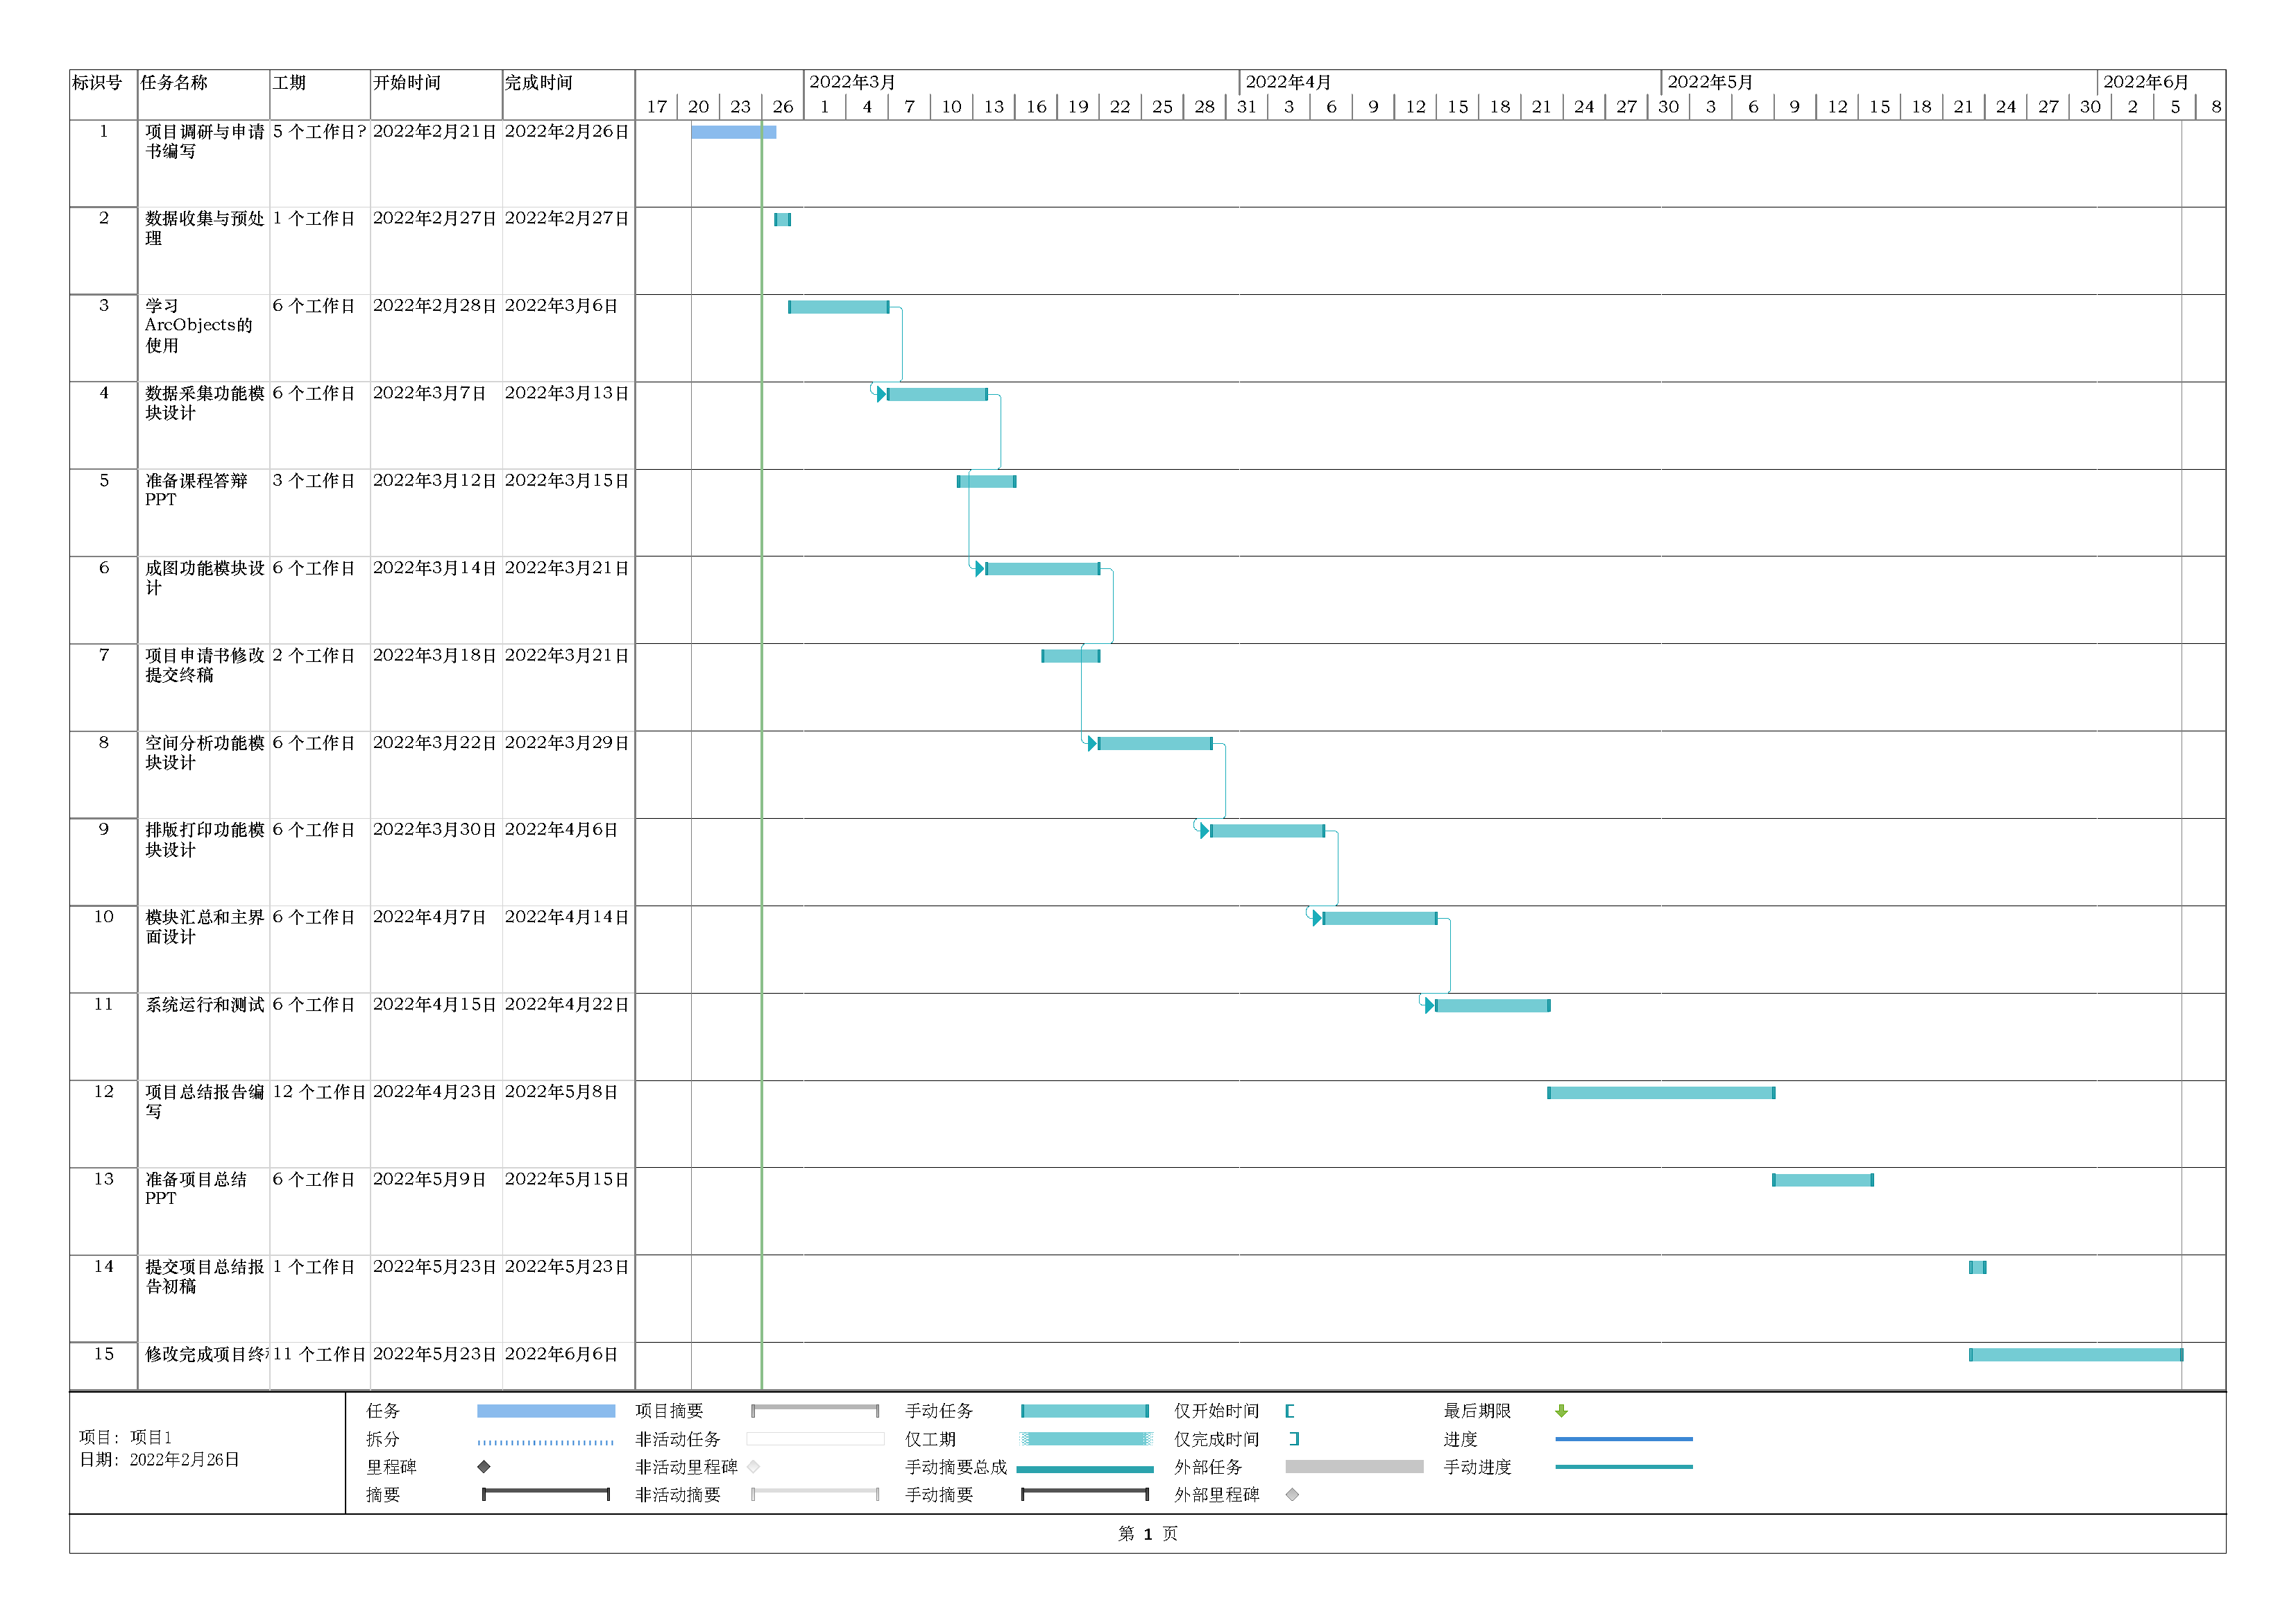 标识号 任务名称 工期 开始时间 完成时间 2022年3月 2022年4月 2022年5月 2022年6月
17 20 23 26 1 4 7 10 13 16 19 22 25 28 31 3 6 9 12 15 18 21 24 27 30 3 6 9 12 15 18 21 24 27 30 2 5 8
1 项目调研与申请 5 个工作日? 2022年2月21日 2022年2月26日
书编写
2 数据收集与预处 1 个工作日 2022年2月27日 2022年2月27日
理
3 学习 6 个工作日 2022年2月28日 2022年3月6日
ArcObjects的
使用
4 数据采集功能模 6 个工作日 2022年3月7日 2022年3月13日
块设计
5 准备课程答辩 3 个工作日 2022年3月12日 2022年3月15日
PPT
6 成图功能模块设 6 个工作日 2022年3月14日 2022年3月21日
计
7 项目申请书修改 2 个工作日 2022年3月18日 2022年3月21日
提交终稿
8 空间分析功能模 6 个工作日 2022年3月22日 2022年3月29日
块设计
9 排版打印功能模 6 个工作日 2022年3月30日 2022年4月6日
块设计
10 模块汇总和主界 6 个工作日 2022年4月7日 2022年4月14日
面设计
11 系统运行和测试 6 个工作日 2022年4月15日 2022年4月22日
12 项目总结报告编 12 个工作日 2022年4月23日 2022年5月8日
写
13 准备项目总结 6 个工作日 2022年5月9日 2022年5月15日
PPT
14 提交项目总结报 1 个工作日 2022年5月23日 2022年5月23日
告初稿
15 修改完成项目终 11 个工作日 2022年5月23日 2022年6月6日
项目：项目1
日期：2022年2月26日
任务 项目摘要 手动任务 仅开始时间 最后期限
拆分 非活动任务 仅工期 仅完成时间 进度
里程碑 非活动里程碑 手动摘要总成 外部任务 手动进度
摘要 非活动摘要 手动摘要 外部里程碑
第 1 页